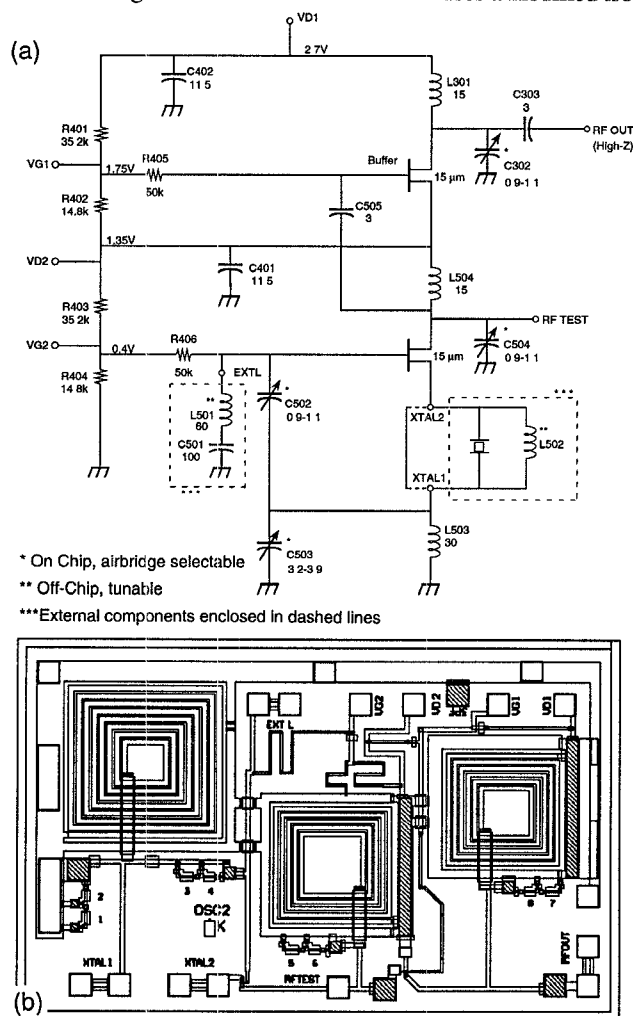 (a)
VD1
2 7V
C402
11 5
L301
15
C303
3
RF OUT
(High-Z)
R401
35 2k
VG1
1.75V
R405
50k
Buffer
15 μm
*
C302
0 9-1 1
R402
14.8k
C505
3
1.35V
VD2
C401
11 5
L504
15
R403
35 2k
RF TEST
VG2
0.4V
R406
50k
15 μm
*
C504
0 9-1 1
R404
14 8k
EXTL
**
L501
60
C501
100
***
*
C502
0 9-1 1
XTAL2
***
**
L502
XTAL1
*
C503
3 2-3 9
L503
30
* On Chip, airbridge selectable
** Off-Chip, tunable
***External components enclosed in dashed lines
(b)
EXT L
VG2
VD2
VG1
VD1
2
1
3 4
OSC2
K
5 6
8 7
XTAL1
XTAL2
RFTEST
RFOUT